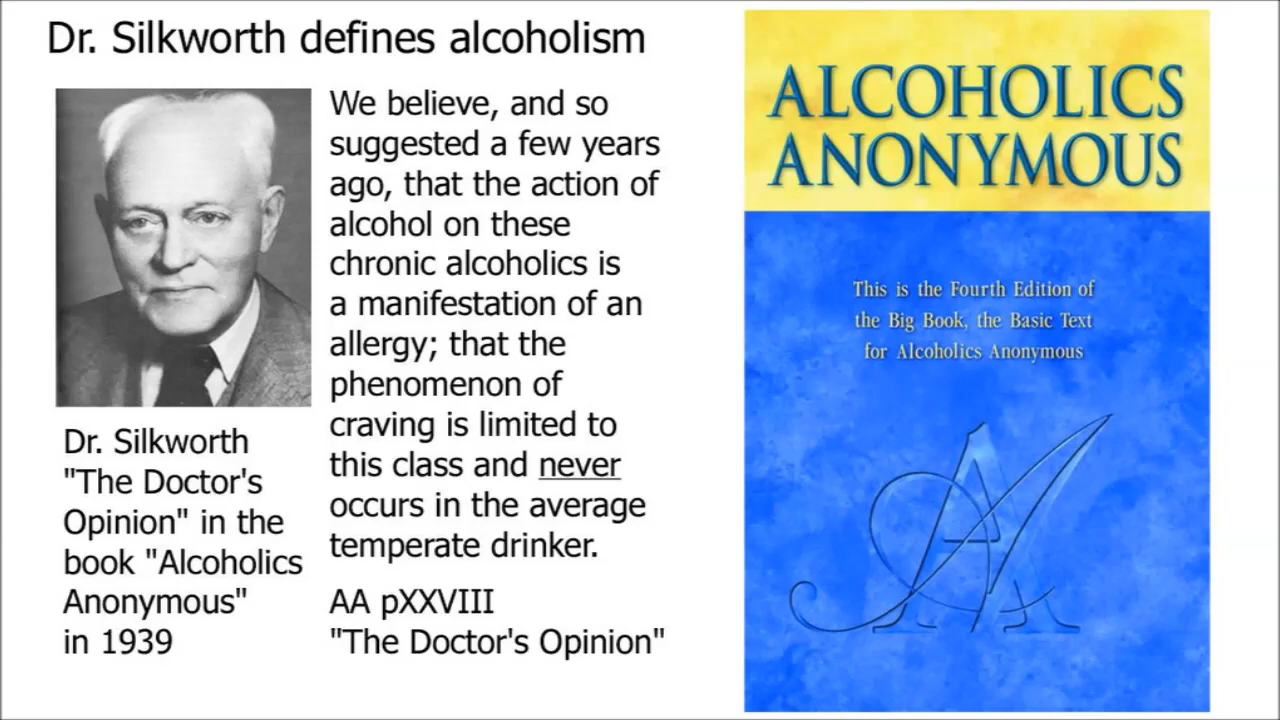 Dr. Silkworth defines alcoholism
We believe, and so
suggested a few years
ago, that the action of
alcohol on these
chronic alcoholics is
a manifestation of an
allergy; that the
phenomenon of
craving is limited to
this class and never
occurs in the average
temperate drinker.
AA pXXVIII
"The Doctor's Opinion"
Dr. Silkworth
"The Doctor's
Opinion" in the
book "Alcoholics
Anonymous"
in 1939
ALCOHOLICS
ANONYMOUS
This is the Fourth Edition of
the Big Book, the Basic Text
for Alcoholics Anonymous
AA